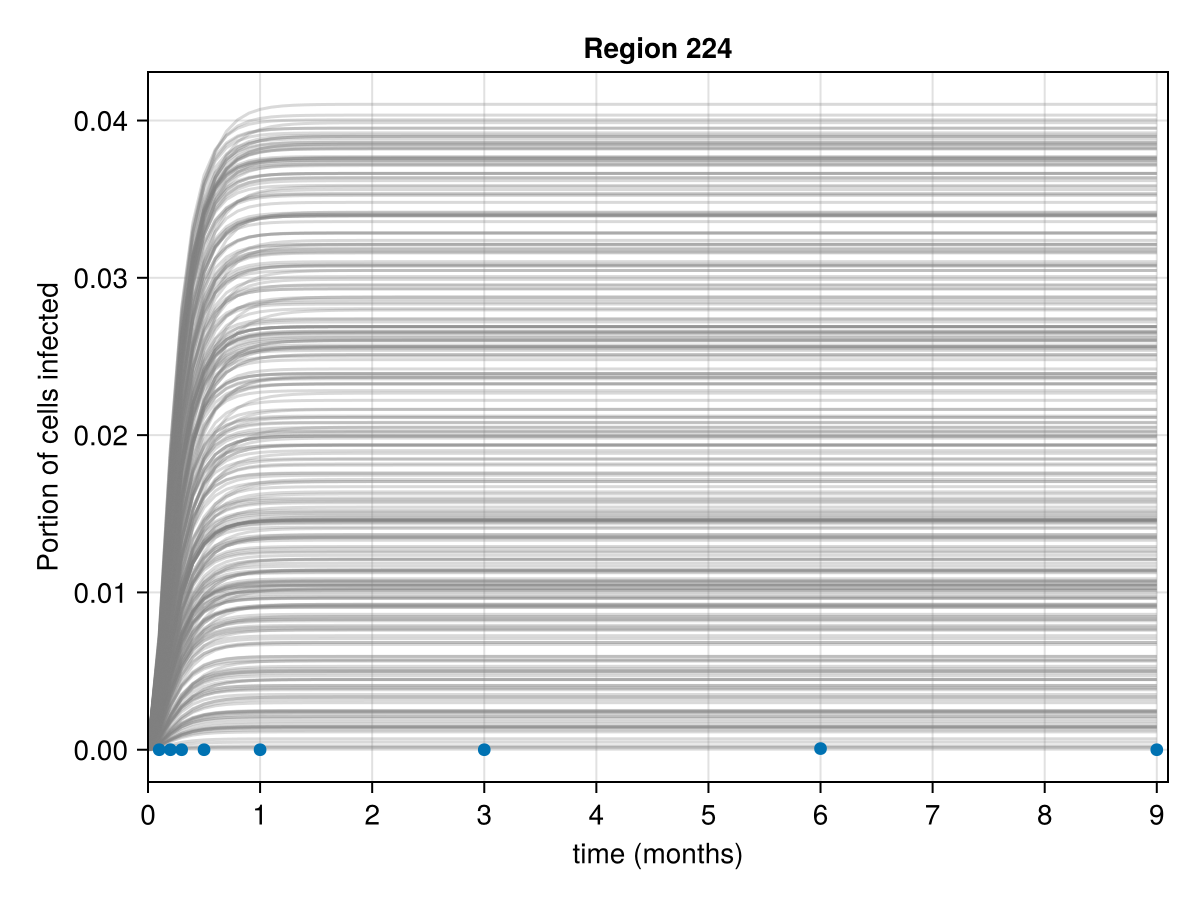 Region 224
Portion of cells infected
0.04
0.03
0.02
0.01
0.00
0 1 2 3 4 5 6 7 8 9
time (months)